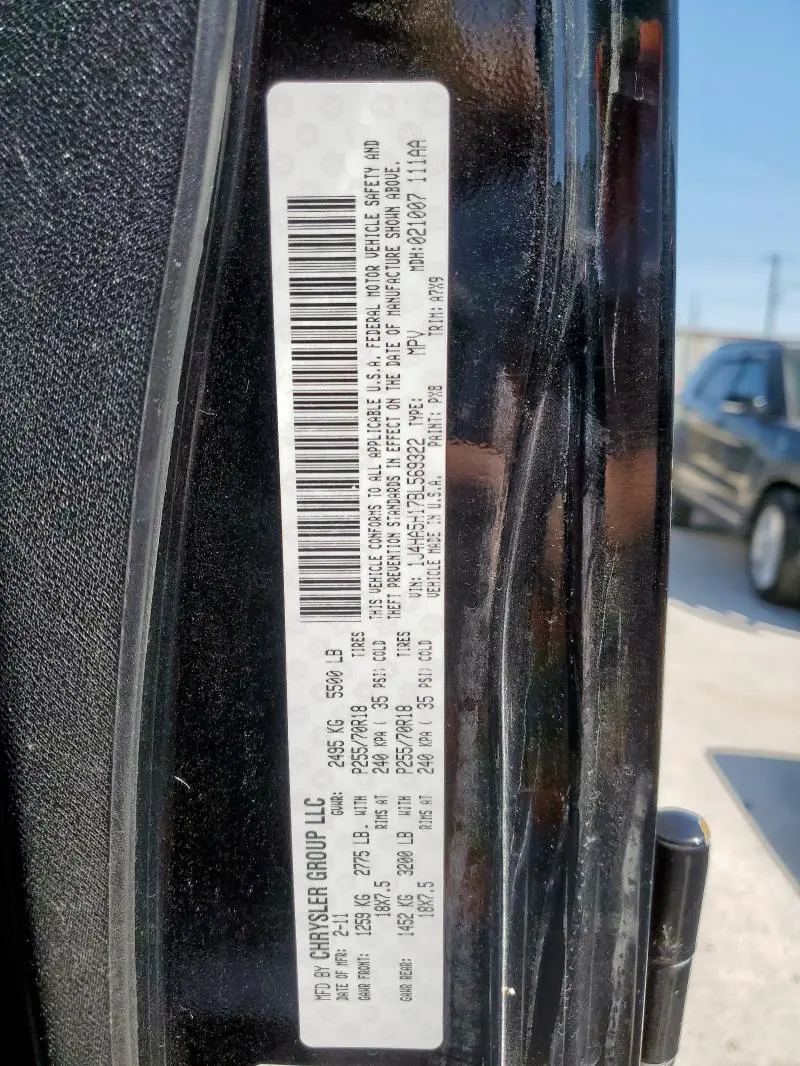 MFD BY CHRYSLER GROUP LLC
DATE OF MFR: 2-11 GVWR: 2495 KG 5500 LB
GAWR FRONT: 1259 KG 2775 LB. WITH P255/70R18 TIRES
18X7.5 RIMS AT 240 KPA ( 35 PSI) COLD
GAWR REAR: 1452 KG 3200 LB WITH P255/70R18 TIRES
18X7.5 RIMS AT 240 KPA ( 35 PSI) COLD
THIS VEHICLE CONFORMS TO ALL APPLICABLE U.S.A. FEDERAL MOTOR VEHICLE SAFETY AND
THEFT PREVENTION STANDARDS IN EFFECT ON THE DATE OF MANUFACTURE SHOWN ABOVE.
VIN: 1J4HA5H17BL569322 TYPE: MPV MDH:021007 111AA
VEHICLE MADE IN U.S.A. PAINT: PX8 TRIM: A7X9